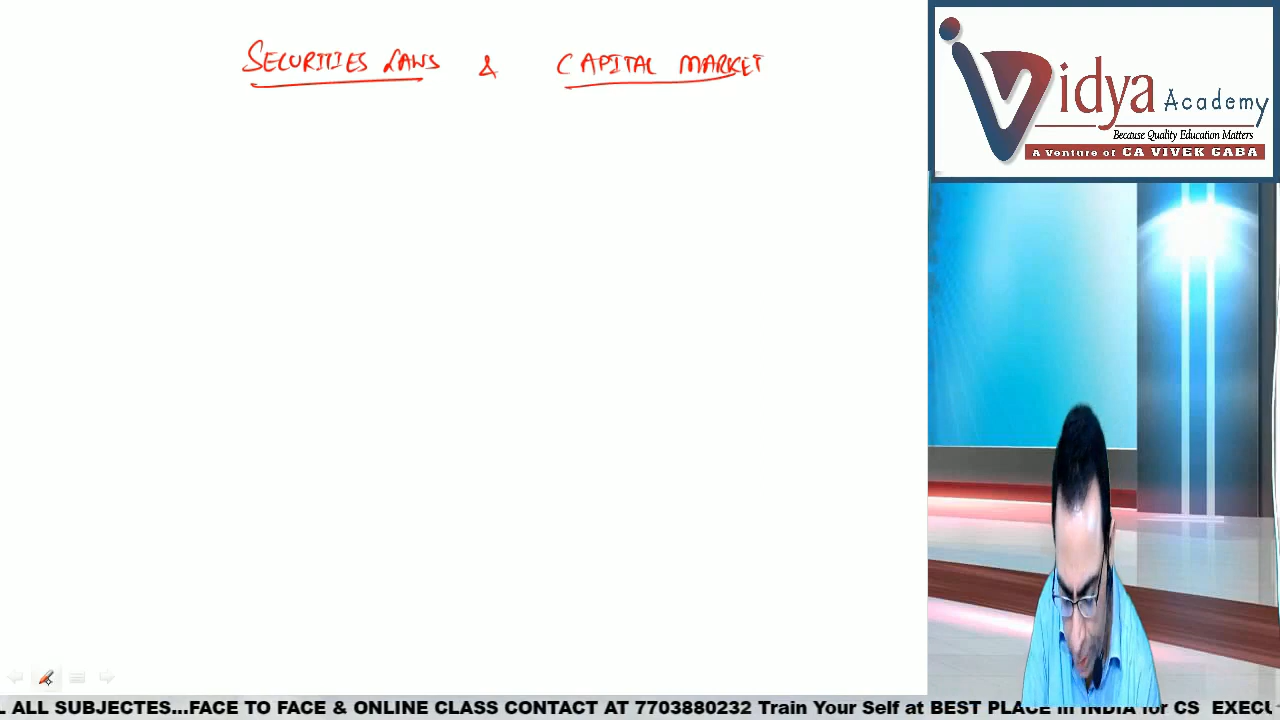 SECURITIES LAWS & CAPITAL MARKET
Vidya Academy
Because Quality Education Matters
A Venture of CA VIVEK GABA
L ALL SUBJECTES...FACE TO FACE & ONLINE CLASS CONTACT AT 7703880232 Train Your Self at BEST PLACE in INDIA for CS EXECU